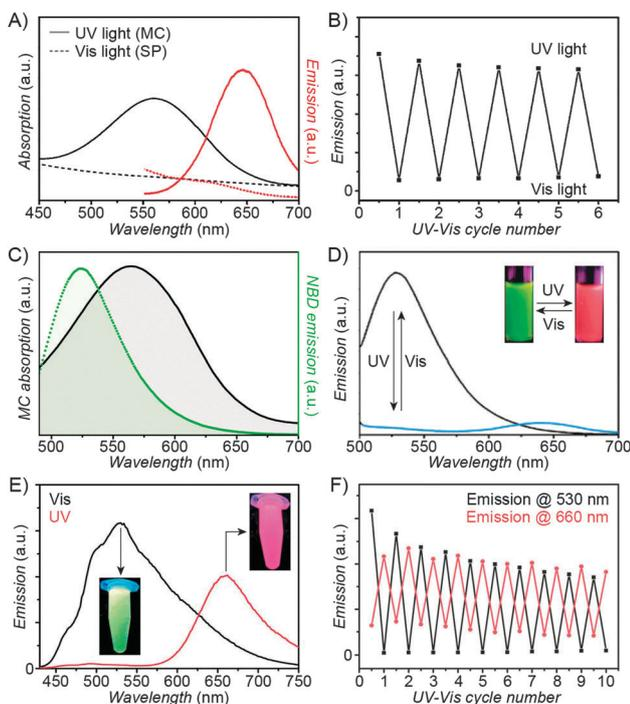 A)
UV light (MC)
Vis light (SP)
Absorption (a.u.)
Emission (a.u.)
450 500 550 600 650 700
Wavelength (nm)
B)
UV light
Vis light
Emission (a.u.)
0
1 2 3 4 5 6
UV-Vis cycle number
C)
MC absorption (a.u.)
NBD emission (a.u.)
500 550 600 650 700
Wavelength (nm)
D)
UV
Vis
UV Vis
Emission (a.u.)
500 550 600 650 700
Wavelength (nm)
E)
Vis
UV
Emission (a.u.)
0
450 500 550 600 650 700 750
Wavelength (nm)
F)
Emission @ 530 nm
Emission @ 660 nm
Emission (a.u.)
0
0 1 2 3 4 5 6 7 8 9 10
UV-Vis cycle number